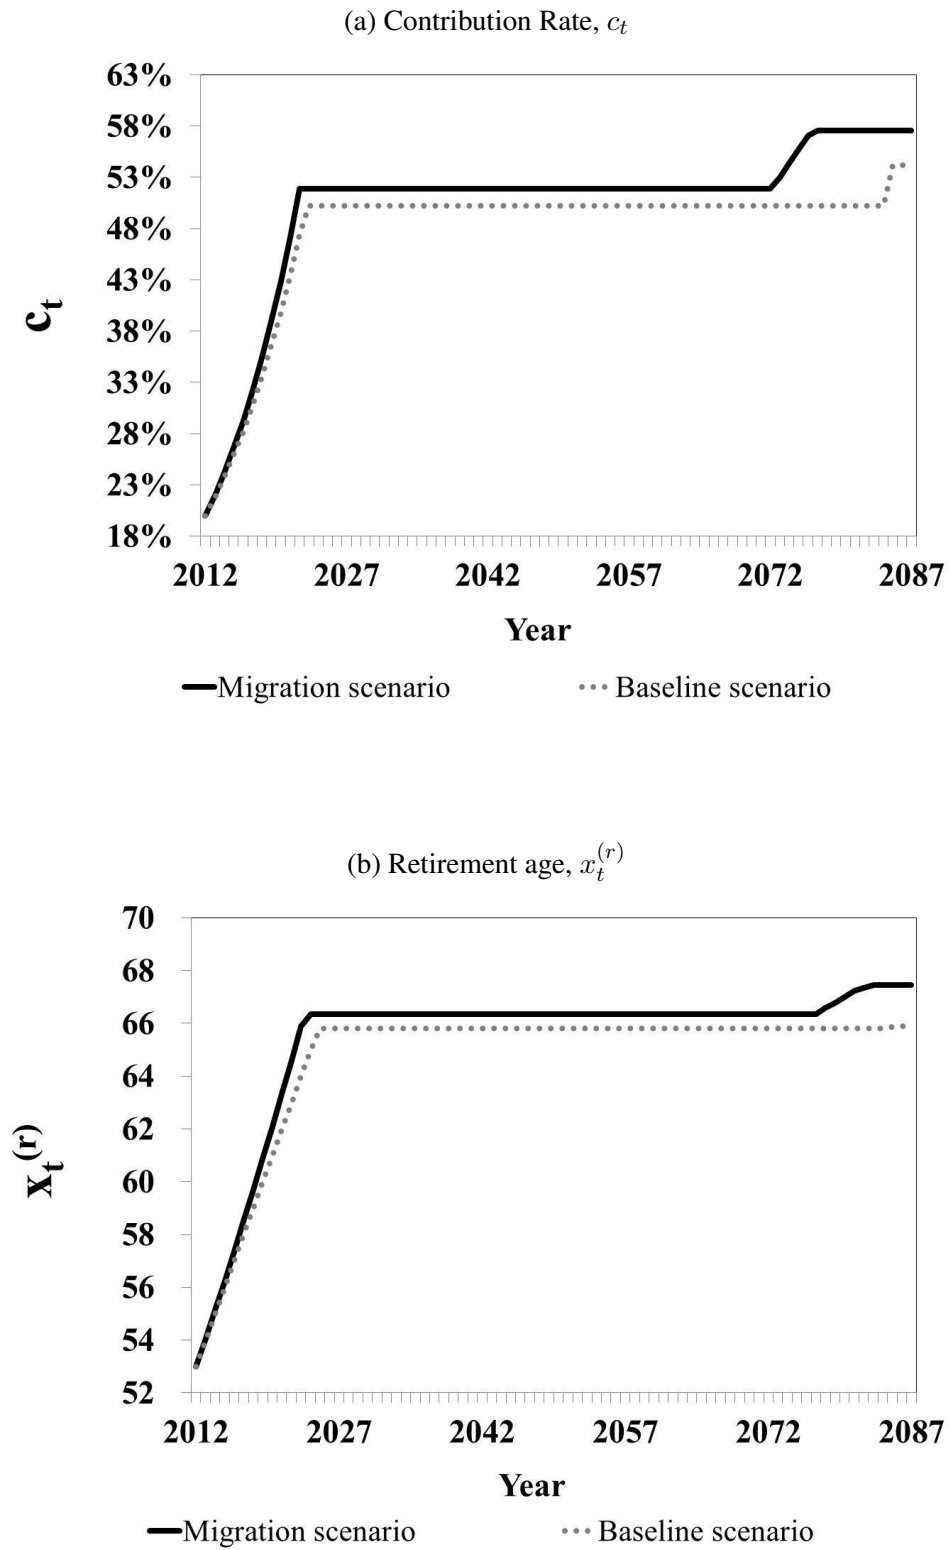 (a) Contribution Rate, c_t
63%
58%
53%
48%
43%
38%
33%
28%
23%
18%
c_t
2012 2027 2042 2057 2072 2087
Year
Migration scenario Baseline scenario
(b) Retirement age, x_t^(r)
70
68
66
64
62
60
58
56
54
52
x_t^(r)
2012 2027 2042 2057 2072 2087
Year
Migration scenario Baseline scenario